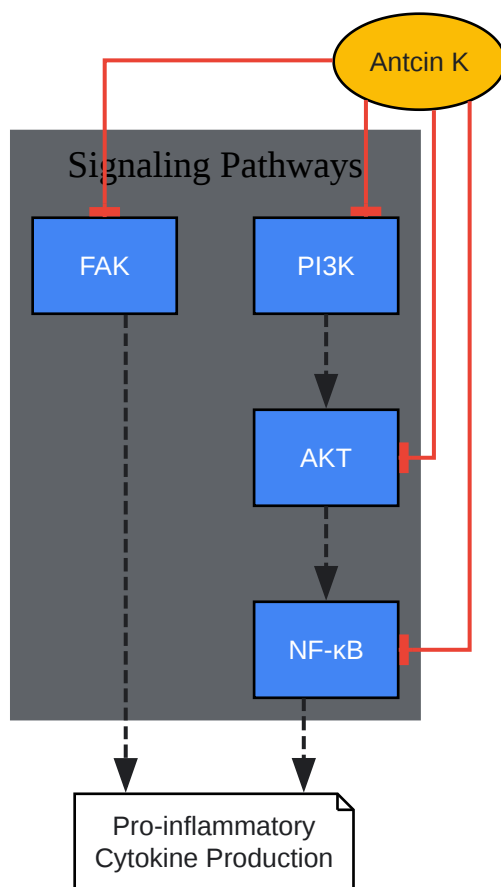 Antcin K
Signaling Pathways
FAK
PI3K
AKT
NF-κB
Pro-inflammatory
Cytokine Production